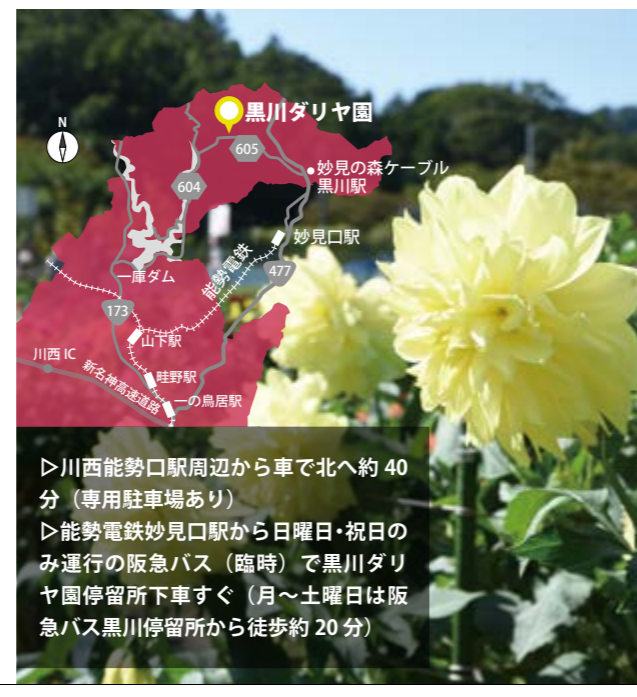 N
黒川ダリヤ園
605
604
妙見の森ケーブル
黒川駅
妙見口駅
能勢電鉄
477
一庫ダム
173
山下駅
川西 IC
畦野駅
新名神高速道路
一の鳥居駅
▷川西能勢口駅周辺から車で北へ約 40
分（専用駐車場あり）
▷能勢電鉄妙見口駅から日曜日･祝日の
み運行の阪急バス（臨時）で黒川ダリ
ヤ園停留所下車すぐ（月〜土曜日は阪
急バス黒川停留所から徒歩約 20 分）